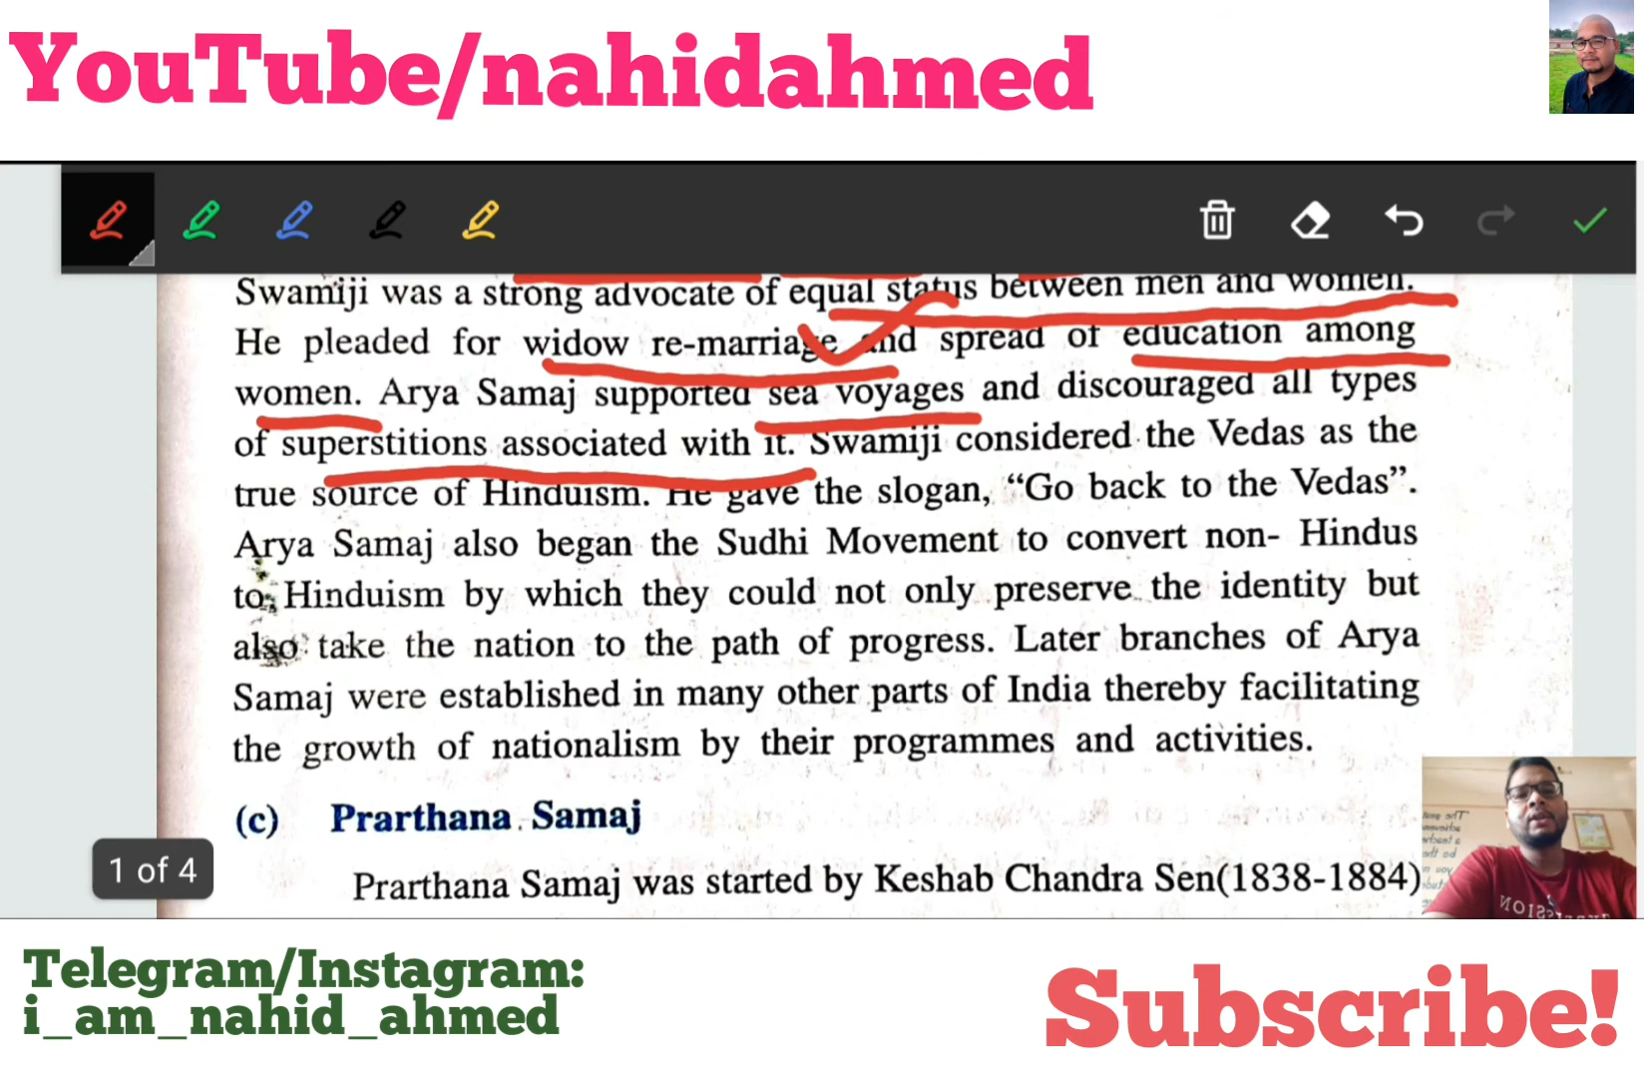 YouTube/nahidahmed
Swamiji was a strong advocate of equal status between men and women.
He pleaded for widow re-marriage and spread of education among
women. Arya Samaj supported sea voyages and discouraged all types
of superstitions associated with it. Swamiji considered the Vedas as the
true source of Hinduism. He gave the slogan, “Go back to the Vedas”.
Arya Samaj also began the Sudhi Movement to convert non- Hindus
to Hinduism by which they could not only preserve the identity but
also take the nation to the path of progress. Later branches of Arya
Samaj were established in many other parts of India thereby facilitating
the growth of nationalism by their programmes and activities.
(c) Prarthana Samaj
1 of 4
Prarthana Samaj was started by Keshab Chandra Sen(1838-1884)
Telegram/Instagram:
i_am_nahid_ahmed
Subscribe!